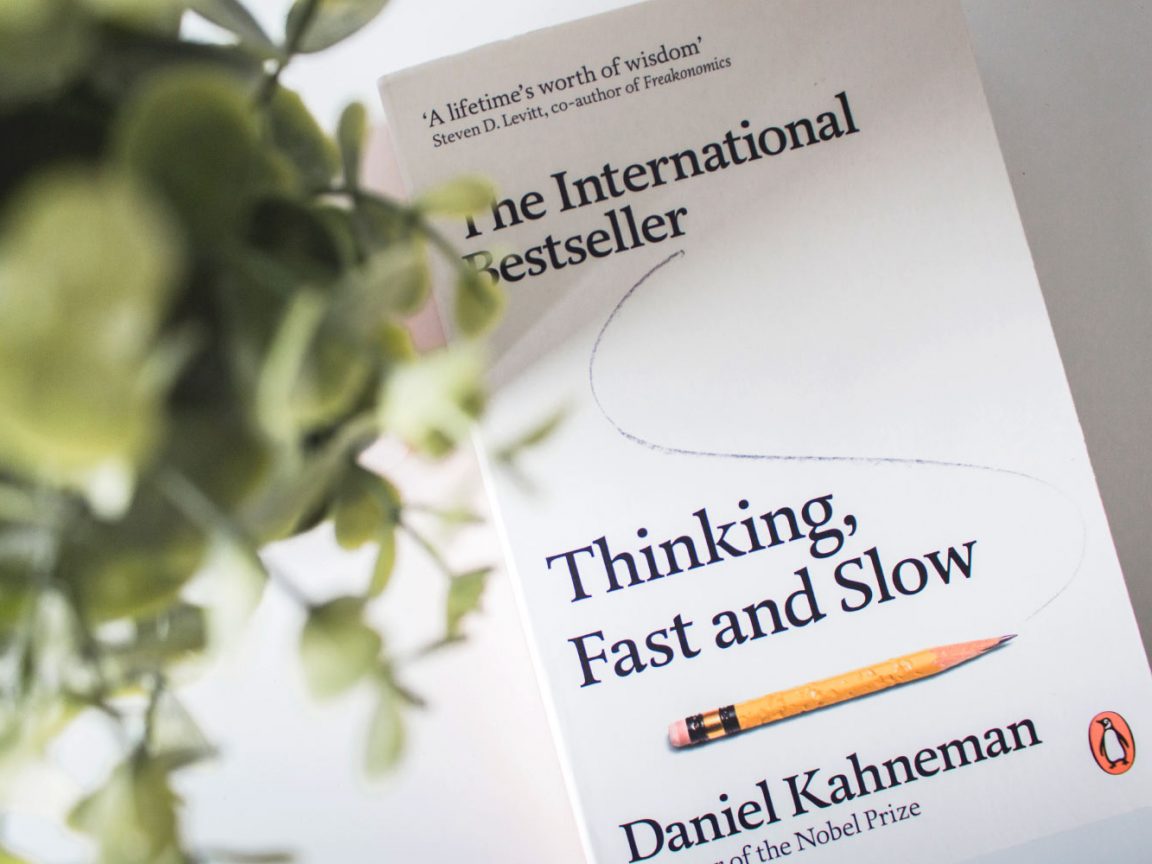 ‘A lifetime’s worth of wisdom’
Steven D. Levitt, co-author of Freakonomics
The International
Bestseller
Thinking,
Fast and Slow
Daniel Kahneman
of the Nobel Prize